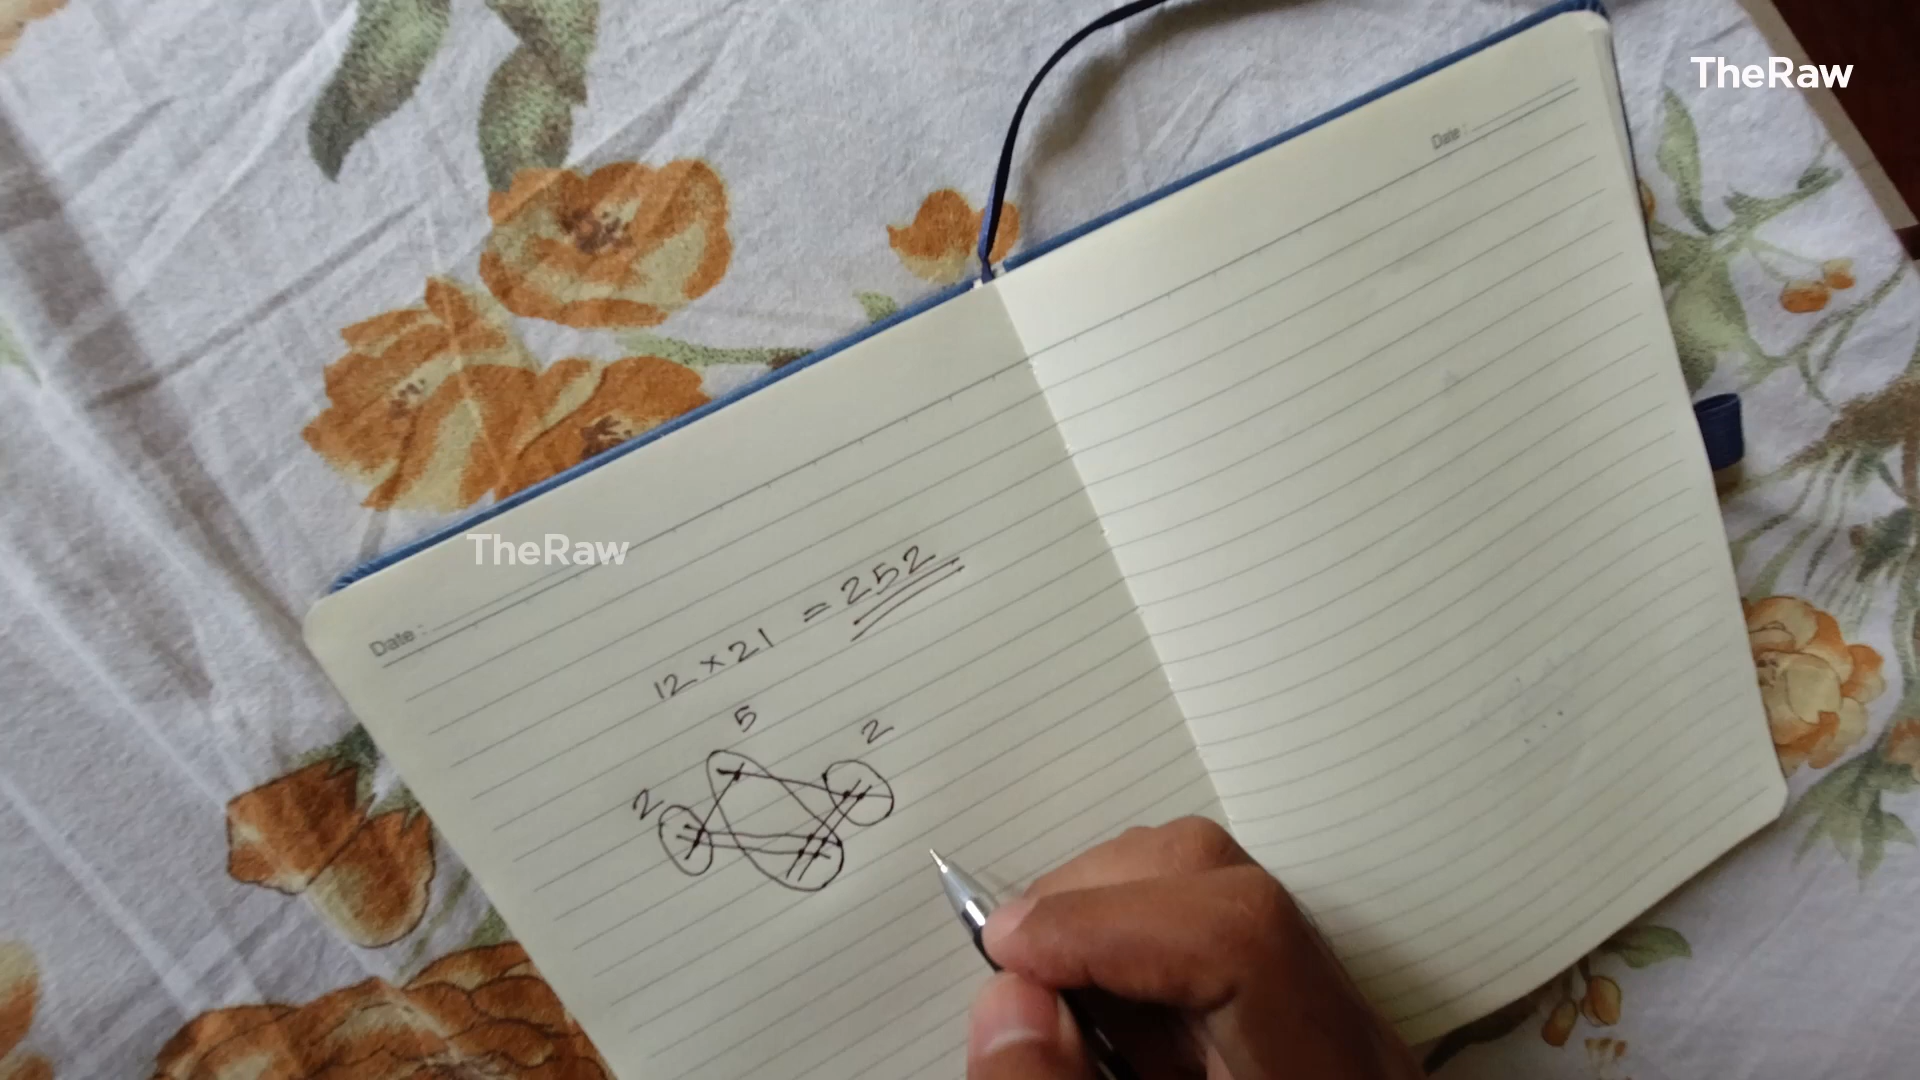 TheRaw
Date :
TheRaw
Date :
12 × 21 = 252
5
2
2